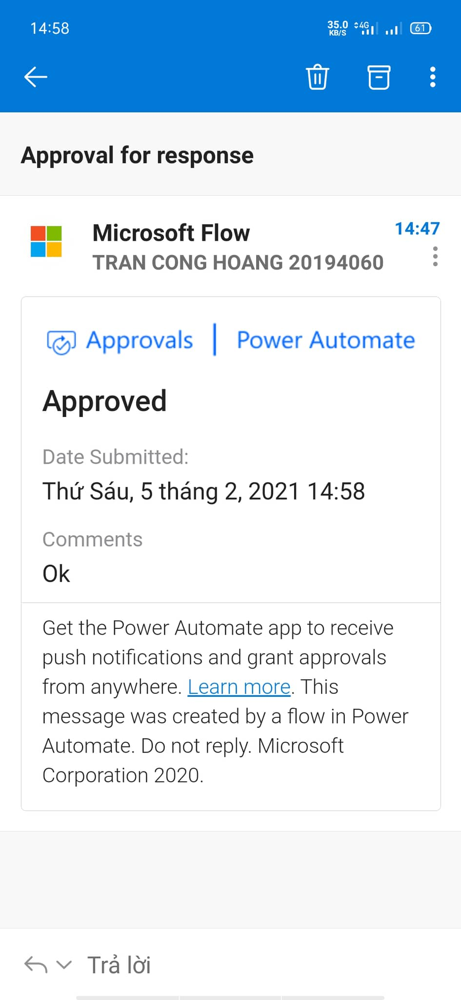 14:58
35.0
KB/S
4G
61
Approval for response
Microsoft Flow
14:47
TRAN CONG HOANG 20194060
Approvals | Power Automate
Approved
Date Submitted:
Thứ Sáu, 5 tháng 2, 2021 14:58
Comments
Ok
Get the Power Automate app to receive
push notifications and grant approvals
from anywhere. Learn more. This
message was created by a flow in Power
Automate. Do not reply. Microsoft
Corporation 2020.
Trả lời